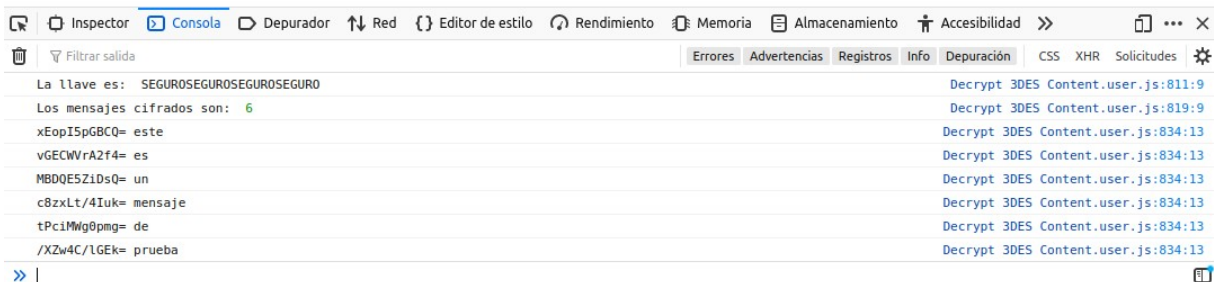 Inspector Consola Depurador Red Editor de estilo Rendimiento Memoria Almacenamiento Accesibilidad
Filtrar salida Errores Advertencias Registros Info Depuración CSS XHR Solicitudes
La llave es: SEGUROSEGUROSEGUROSEGURO Decrypt 3DES Content.user.js:811:9
Los mensajes cifrados son: 6 Decrypt 3DES Content.user.js:819:9
xEopI5pGBCQ= este Decrypt 3DES Content.user.js:834:13
vGECWVrA2f4= es Decrypt 3DES Content.user.js:834:13
MBDQE5ZiDsQ= un Decrypt 3DES Content.user.js:834:13
c8zxLt/4Iuk= mensaje Decrypt 3DES Content.user.js:834:13
tPciMWg0pmg= de Decrypt 3DES Content.user.js:834:13
/XZw4C/lGEk= prueba Decrypt 3DES Content.user.js:834:13